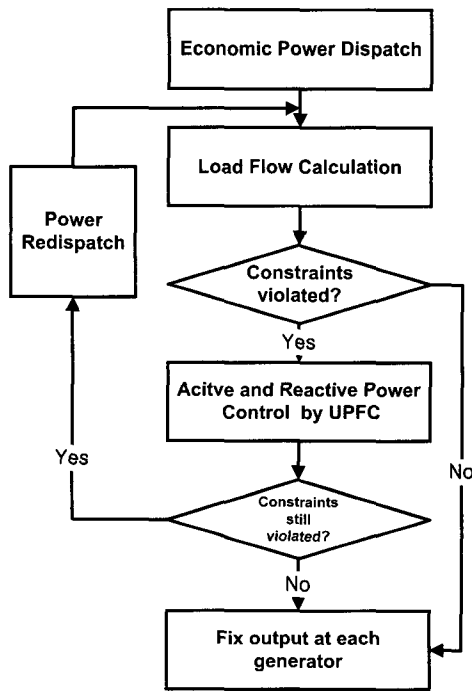 Economic Power Dispatch
Load Flow Calculation
Power
Redispatch
Constraints
violated?
Yes
Acitve and Reactive Power
Control by UPFC
Yes
No
Constraints
still
violated?
No
Fix output at each
generator